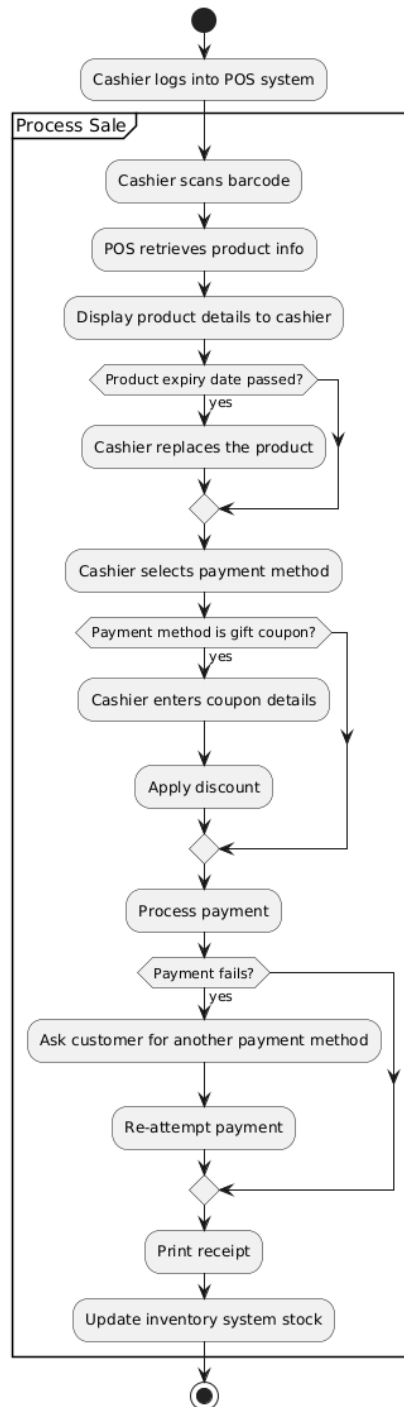 Cashier logs into POS system
Process Sale
Cashier scans barcode
POS retrieves product info
Display product details to cashier
Product expiry date passed?
yes
Cashier replaces the product
Cashier selects payment method
Payment method is gift coupon?
yes
Cashier enters coupon details
Apply discount
Process payment
Payment fails?
yes
Ask customer for another payment method
Re-attempt payment
Print receipt
Update inventory system stock